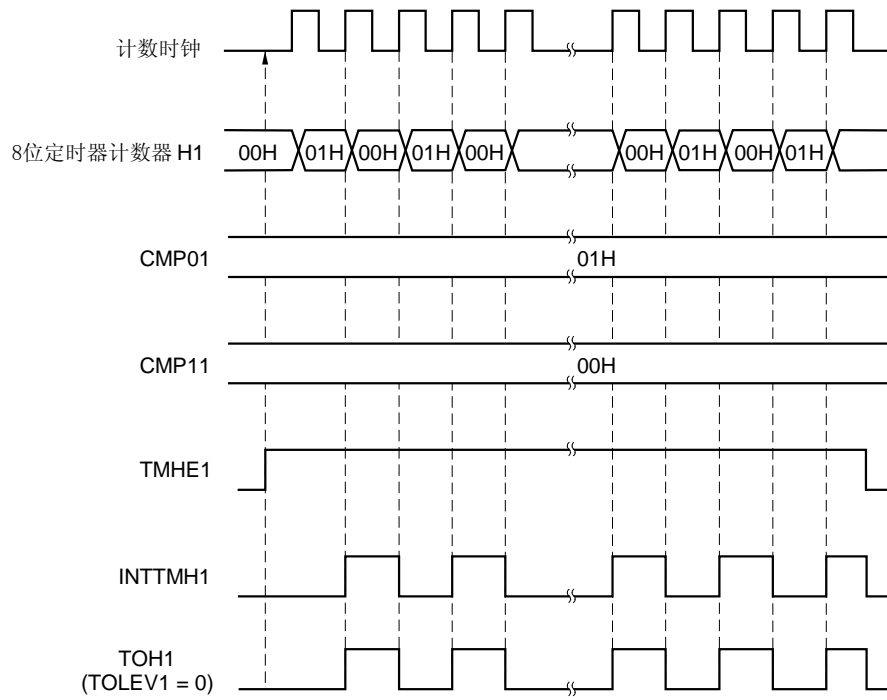 计数时钟
8位定时器计数器 H1 00H 01H 00H 01H 00H 00H 01H 00H 01H
CMP01 01H
CMP11 00H
TMHE1
INTTMH1
TOH1
(TOLEV1 = 0)